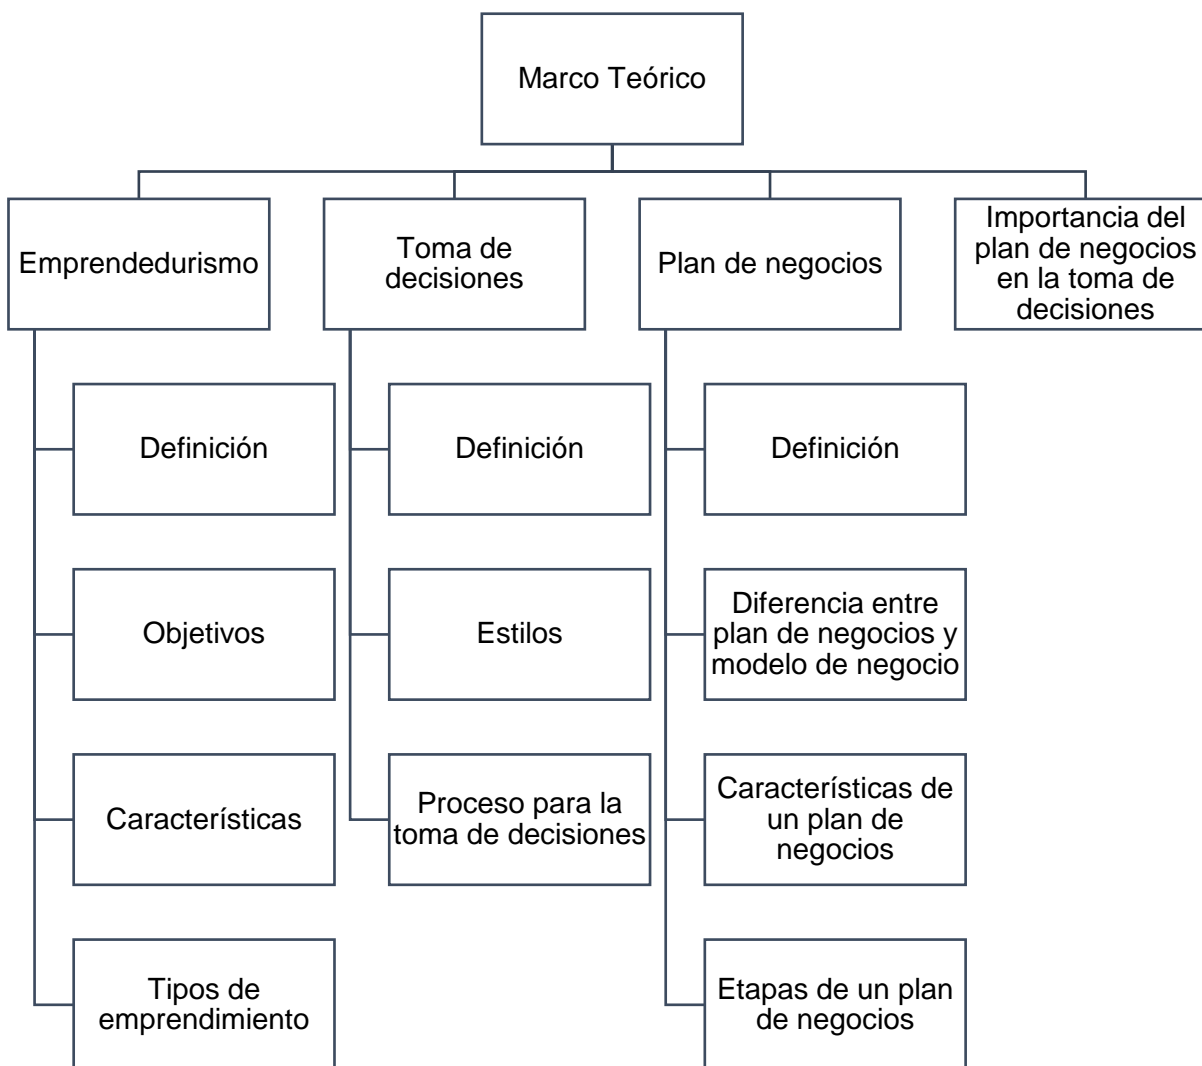 Marco Teórico
Emprendedurismo
Toma de
decisiones
Plan de negocios
Importancia del
plan de negocios
en la toma de
decisiones
Definición
Definición
Definición
Objetivos
Estilos
Diferencia entre
plan de negocios y
modelo de negocio
Características
Proceso para la
toma de decisiones
Características de
un plan de
negocios
Tipos de
emprendimiento
Etapas de un plan
de negocios